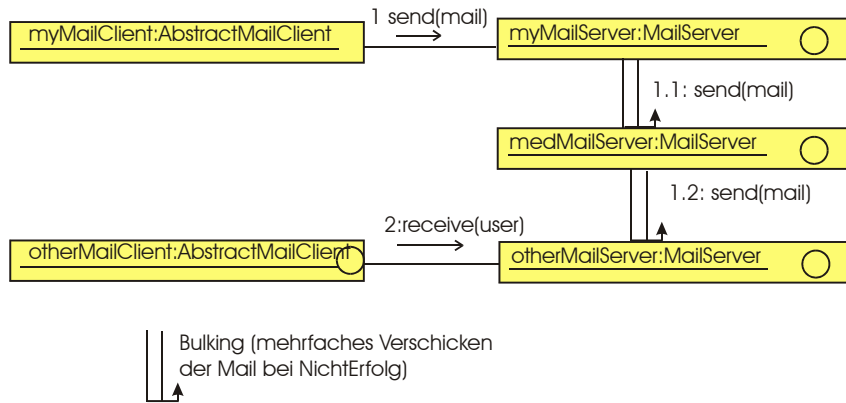 1 send(mail)
myMailClient:AbstractMailClient
myMailServer:MailServer
1.1: send(mail)
medMailServer:MailServer
1.2: send(mail)
2:receive(user)
otherMailClient:AbstractMailClient
otherMailServer:MailServer
Bulking (mehrfaches Verschicken
der Mail bei NichtErfolg)